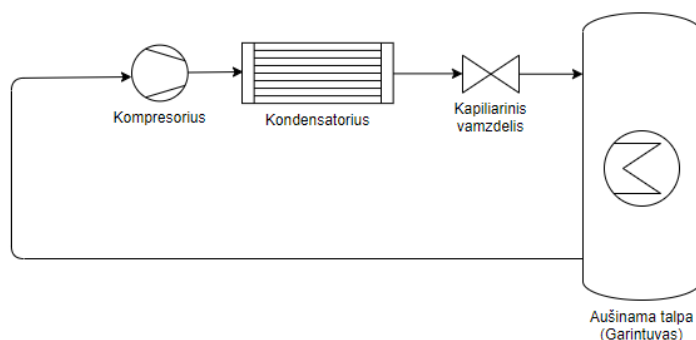 Kompresorius
Kondensatorius
Kapiliarinis
vamzdelis
Aušinama talpa
(Garintuvas)